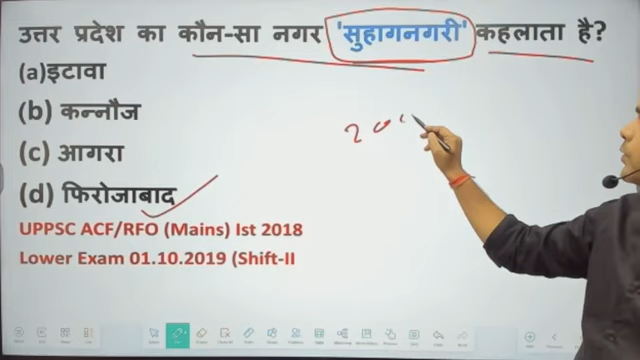 उत्तर प्रदेश का कौन-सा नगर 'सुहागनगरी' कहलाता है?
(a)इटावा
(b) कन्नौज
(c) आगरा
(d) फिरोजाबाद
UPPSC ACF/RFO (Mains) Ist 2018
Lower Exam 01.10.2019 (Shift-II